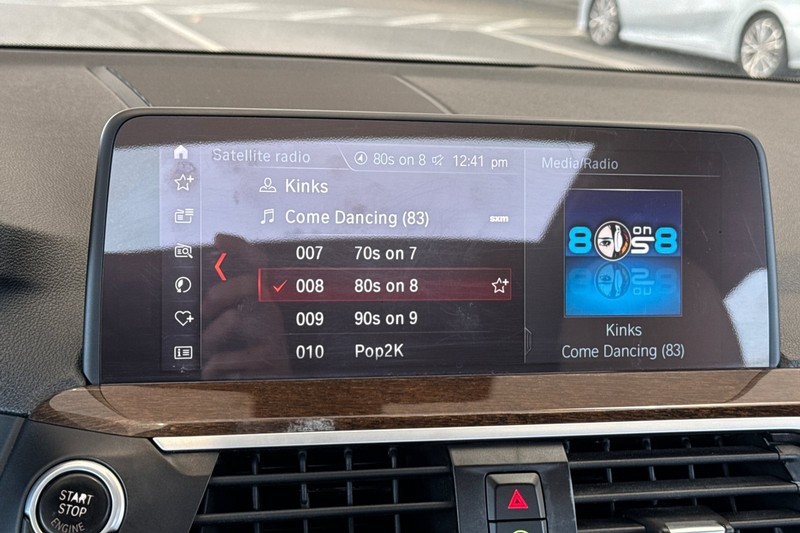 Satellite radio
80s on 8
12:41 pm
Media/Radio
Kinks
Come Dancing (83)
sxm
007 70s on 7
008 80s on 8
009 90s on 9
010 Pop2K
80s on 8
Kinks
Come Dancing (83)
START
STOP
ENGINE